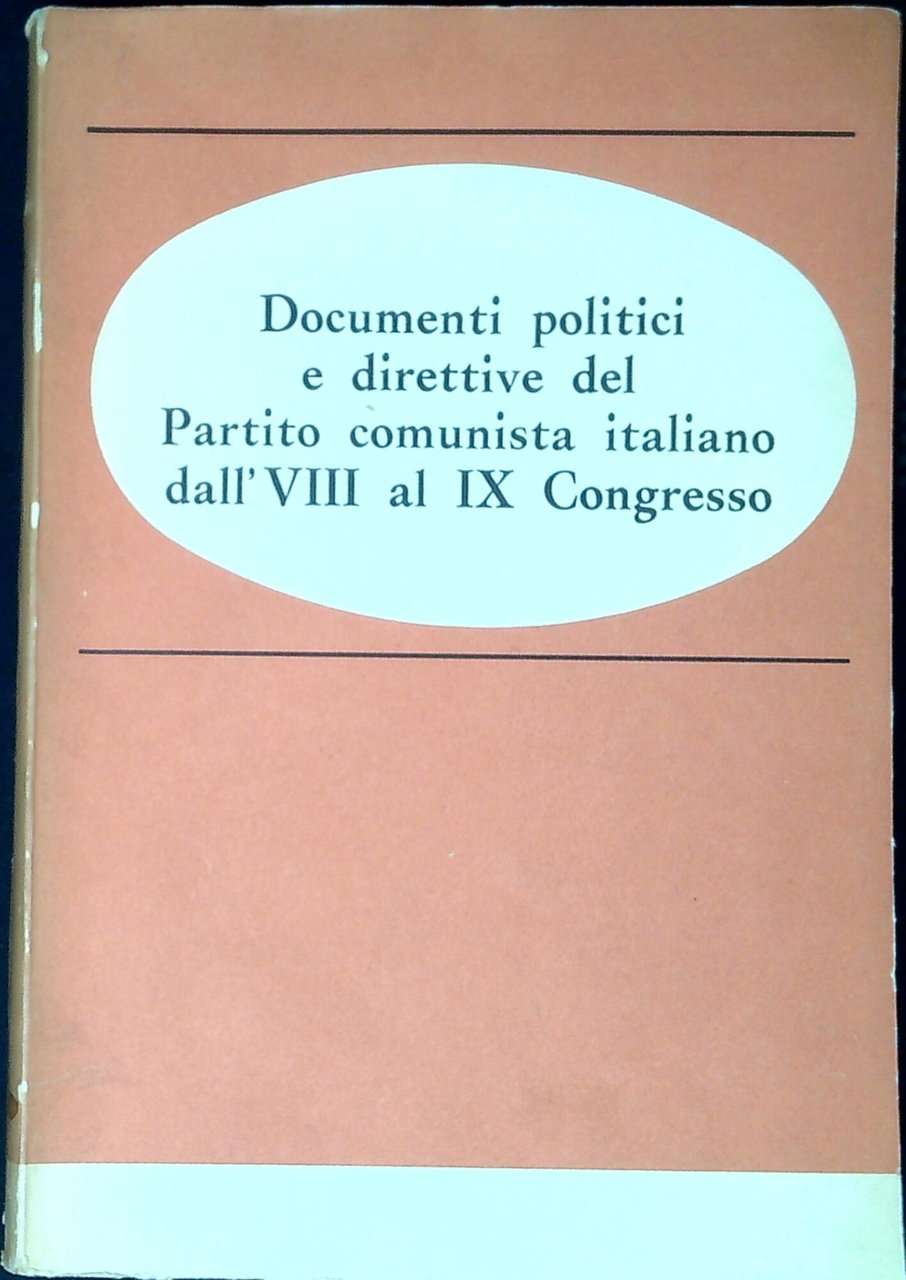 Documenti politici
e direttive del
Partito comunista italiano
dall' VIII al IX Congresso